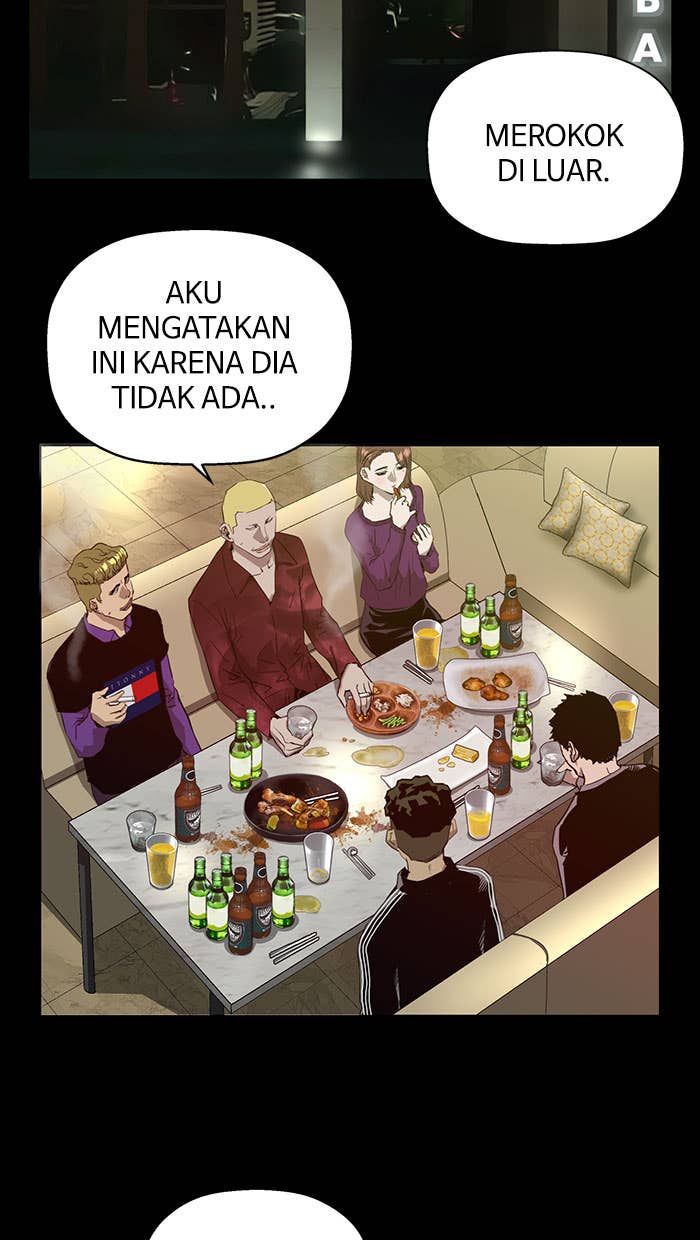 B
A
MEROKOK
DI LUAR.
AKU
MENGATAKAN
INI KARENA DIA
TIDAK ADA..